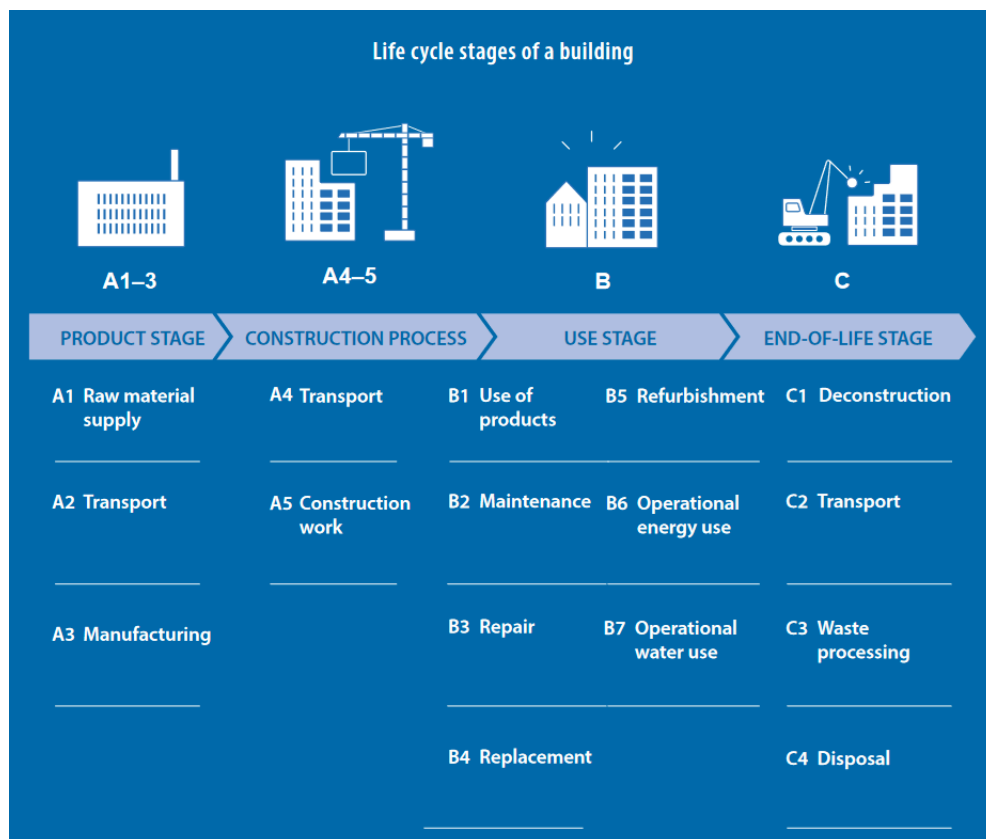 Life cycle stages of a building
A1–3
A4–5
B
C
PRODUCT STAGE
CONSTRUCTION PROCESS
USE STAGE
END-OF-LIFE STAGE
A1 Raw material
supply
A2 Transport
A3 Manufacturing
A4 Transport
A5 Construction
work
B1 Use of
products
B2 Maintenance
B3 Repair
B4 Replacement
B5 Refurbishment
B6 Operational
energy use
B7 Operational
water use
C1 Deconstruction
C2 Transport
C3 Waste
processing
C4 Disposal